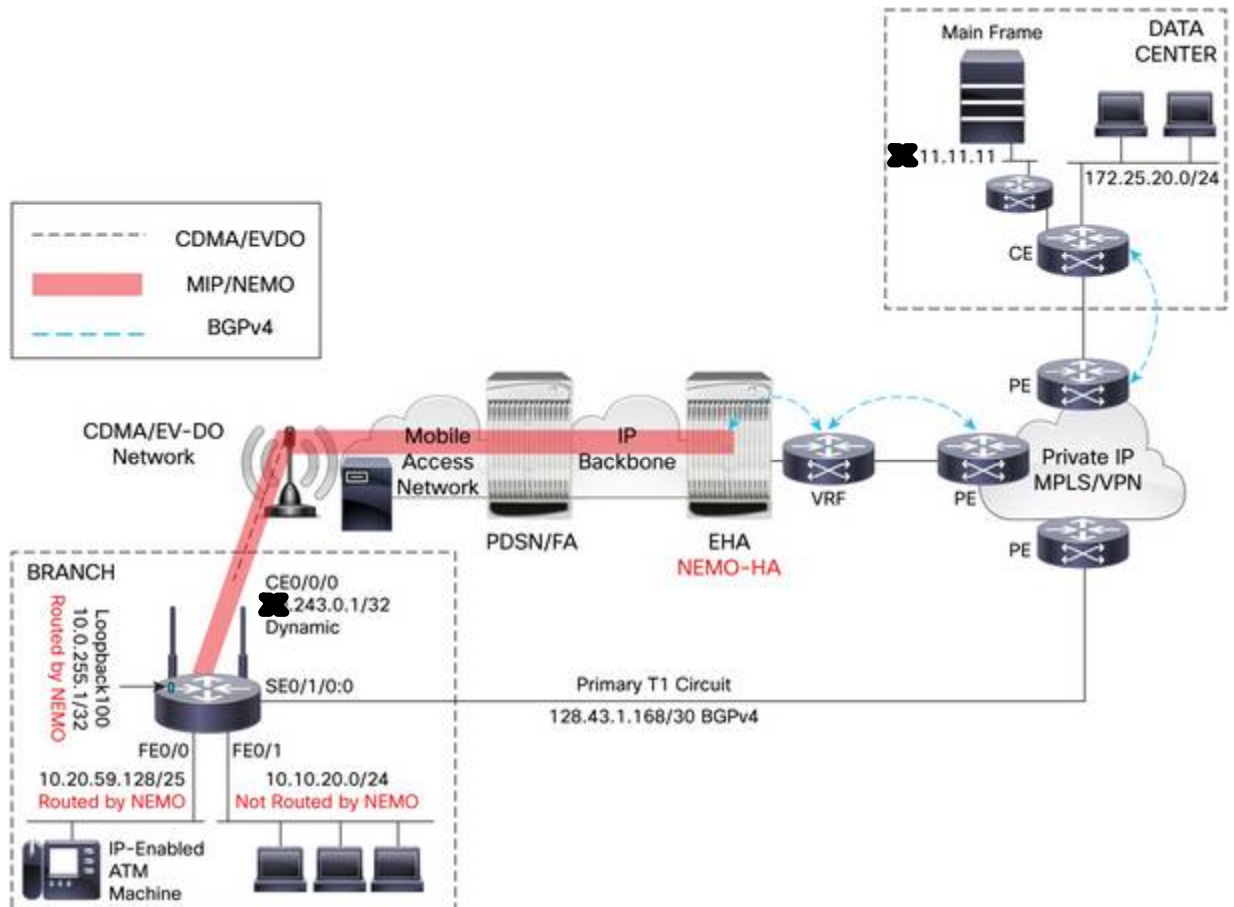 Main Frame
DATA
CENTER
11.11.11
172.25.20.0/24
CE
CDMA/EVDO
MIP/NEMO
BGPv4
PE
CDMA/EV-DO
Network
Mobile
Access
Network
IP
Backbone
Private IP
MPLS/VPN
VRF
PE
PDSN/FA
EHA
NEMO-HA
PE
BRANCH
CE0/0/0
.243.0.1/32
Dynamic
Loopback100
10.0.255.1/32
Routed by NEMO
SE0/1/0:0
Primary T1 Circuit
128.43.1.168/30 BGPv4
FE0/0
FE0/1
10.20.59.128/25
Routed by NEMO
10.10.20.0/24
Not Routed by NEMO
IP-Enabled
ATM
Machine